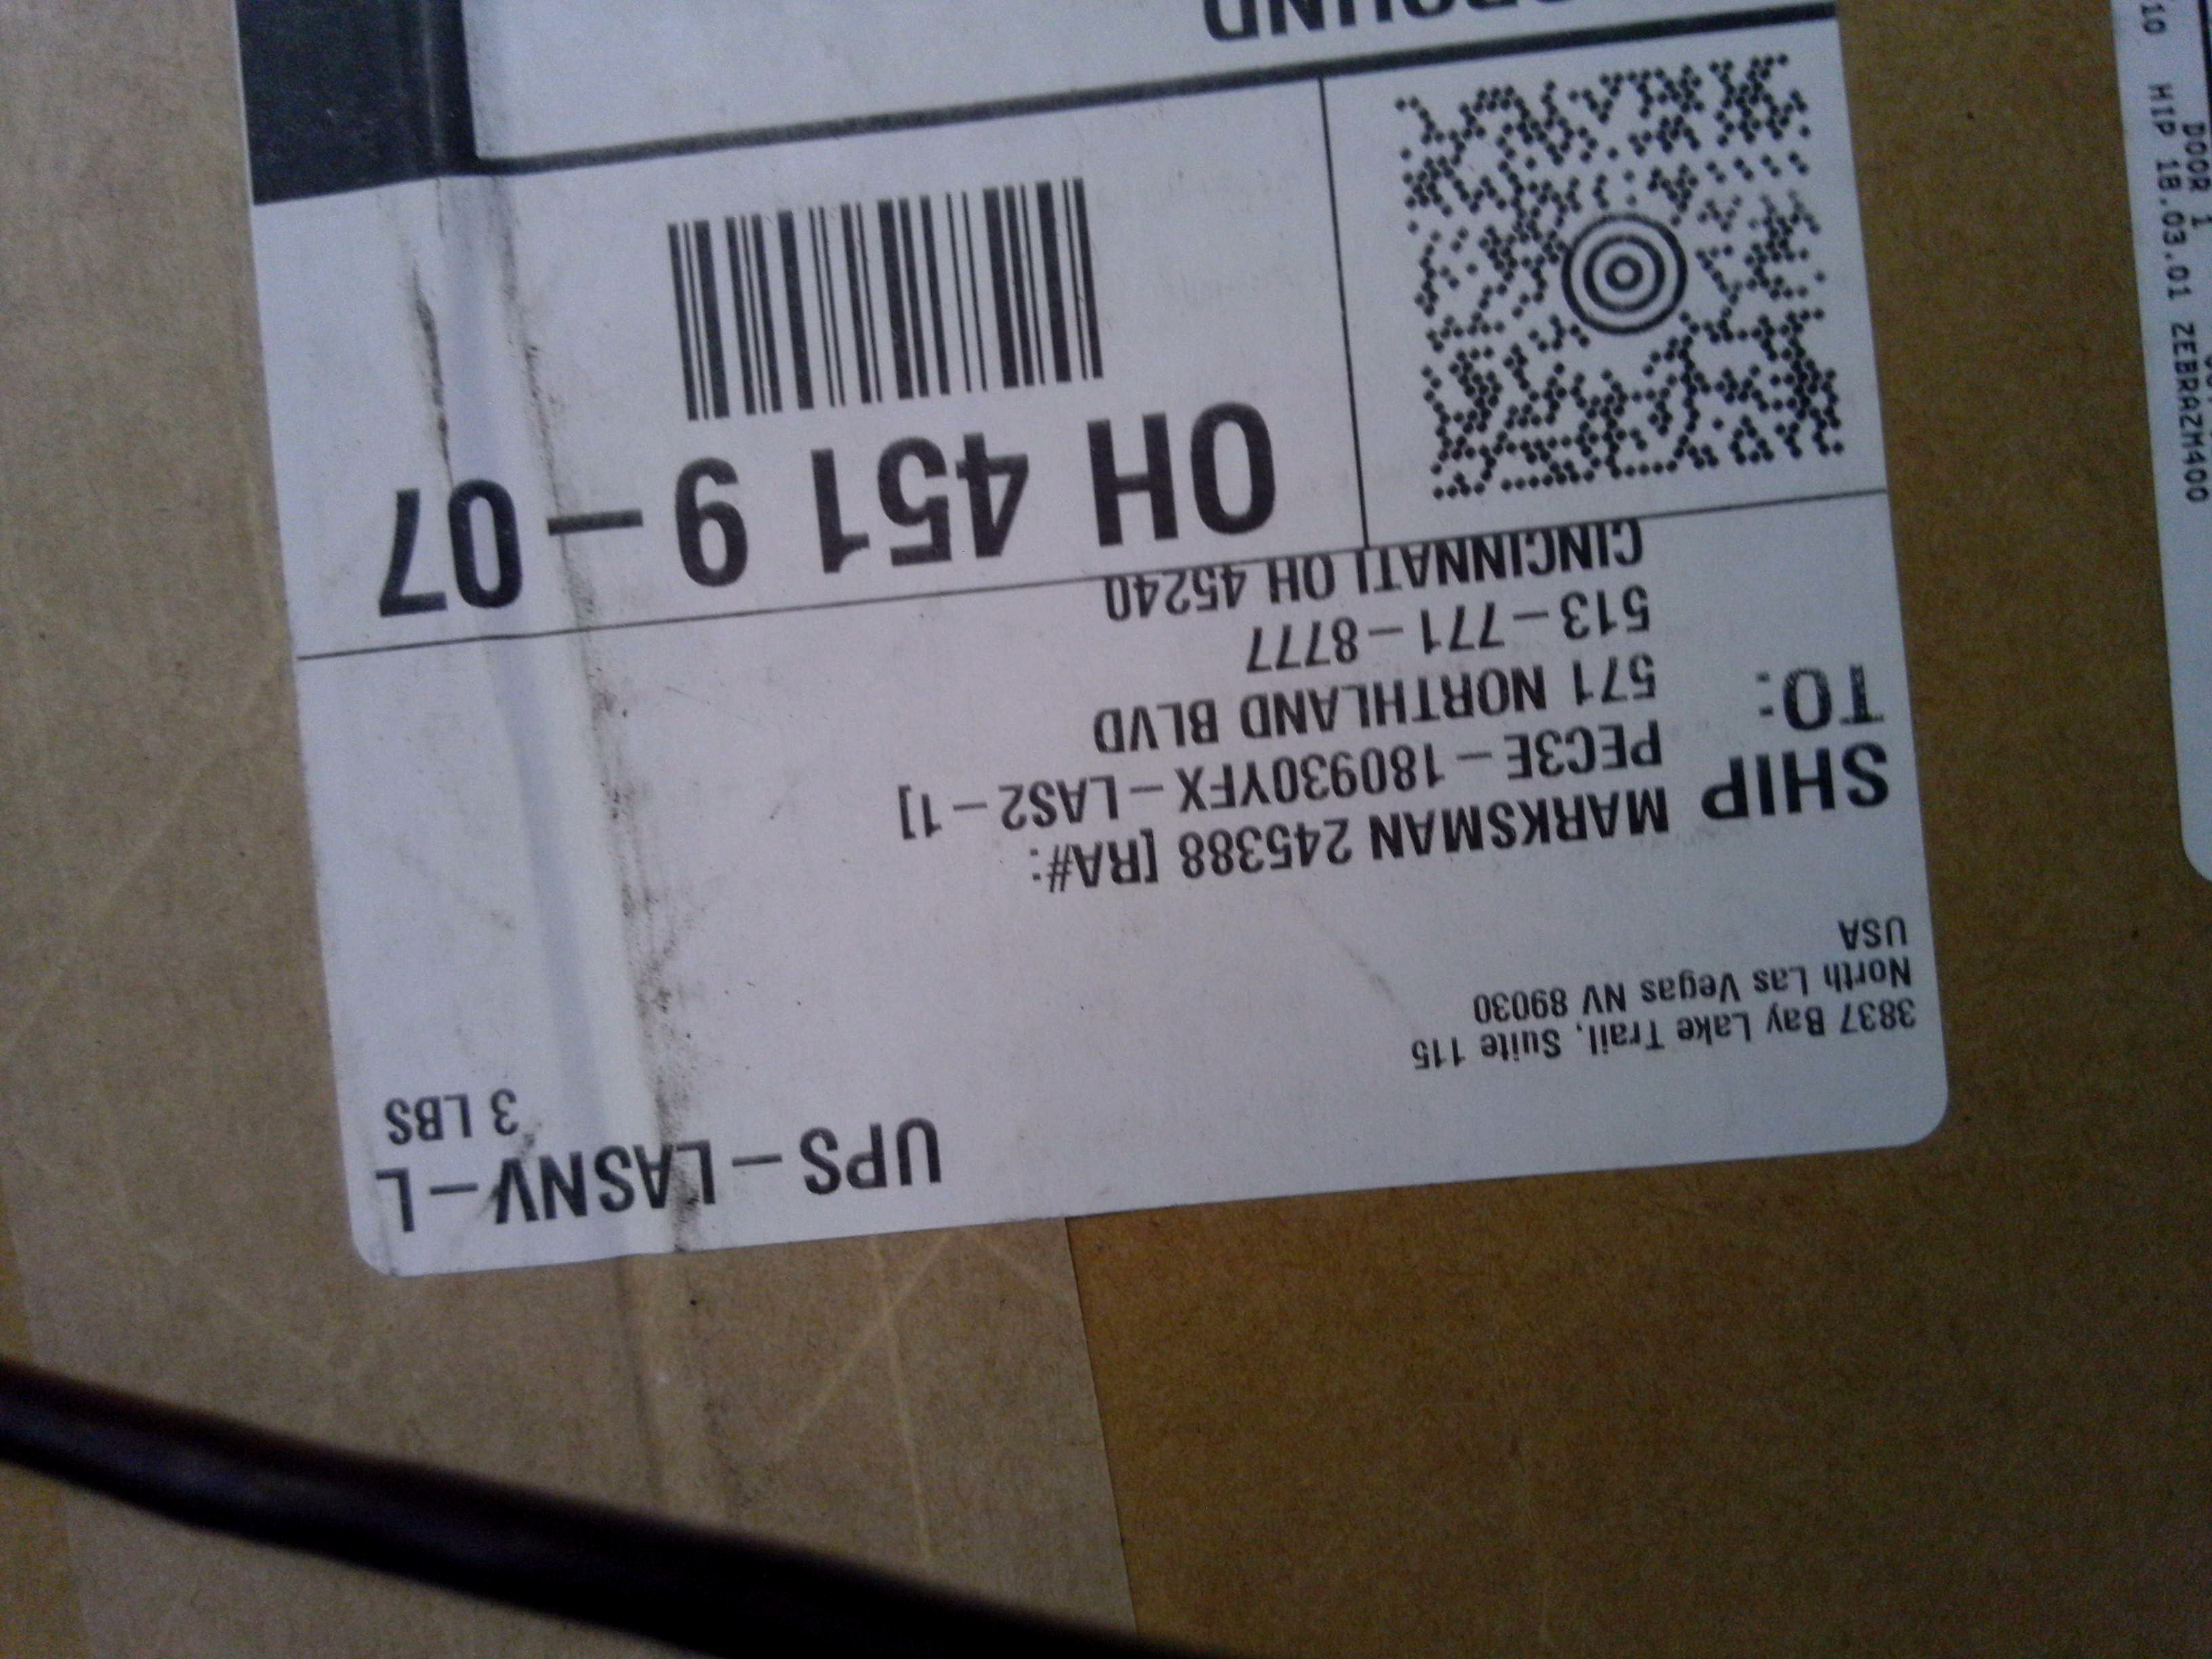 UPS-LASNV-L
3 LBS
3837 Bay Lake Trail, Suite 115
North Las Vegas NV 89030
USA
SHIP
TO:
MARKSMAN 245388 [RA#:
PEC3E-180930YFX-LAS2-1]
571 NORTHLAND BLVD
513-771-8777
CINCINNATI OH 45240
OH 451 9-07
DOOR 1
HIP 18.03.01 ZEBRAZM400